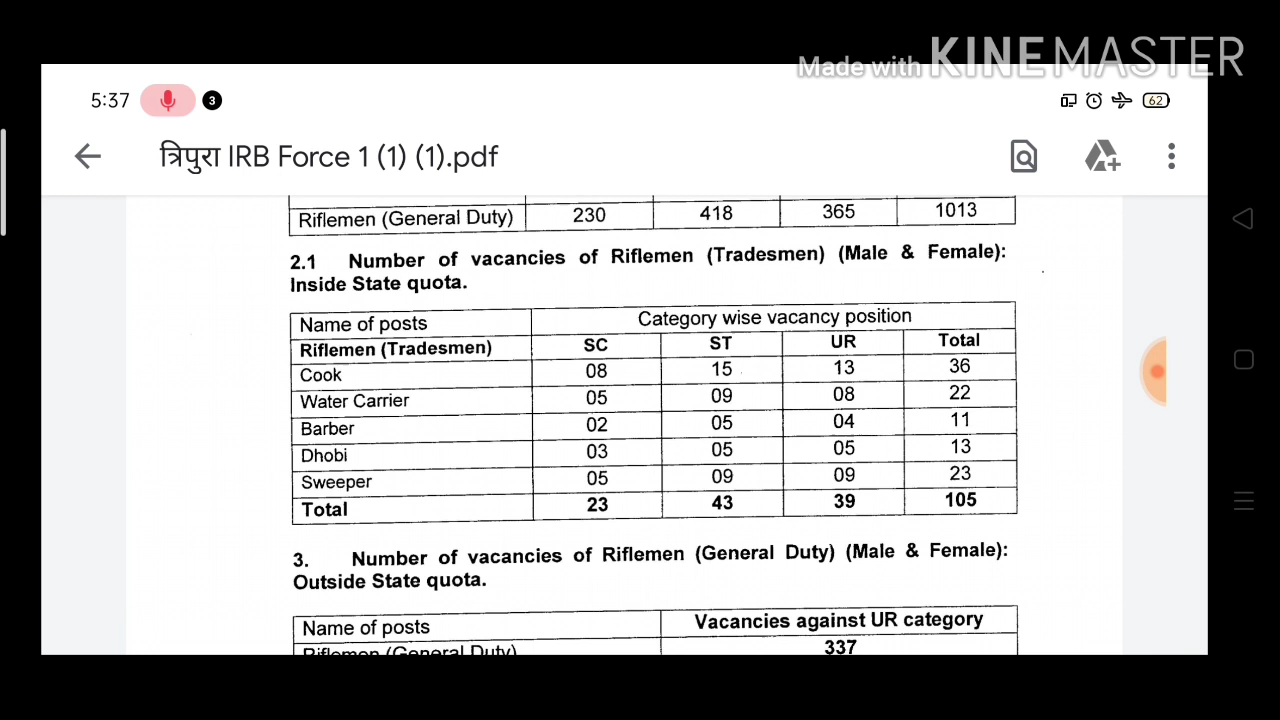 Made with KINEMASTER
5:37 3 62
त्रिपुरा IRB Force 1 (1) (1).pdf
Riflemen (General Duty) 230 418 365 1013
2.1 Number of vacancies of Riflemen (Tradesmen) (Male & Female):
Inside State quota.
Name of posts Category wise vacancy position
Riflemen (Tradesmen) SC ST UR Total
Cook 08 15 13 36
Water Carrier 05 09 08 22
Barber 02 05 04 11
Dhobi 03 05 05 13
Sweeper 05 09 09 23
Total 23 43 39 105
3. Number of vacancies of Riflemen (General Duty) (Male & Female):
Outside State quota.
Name of posts Vacancies against UR category
Riflemen (General Duty) 337